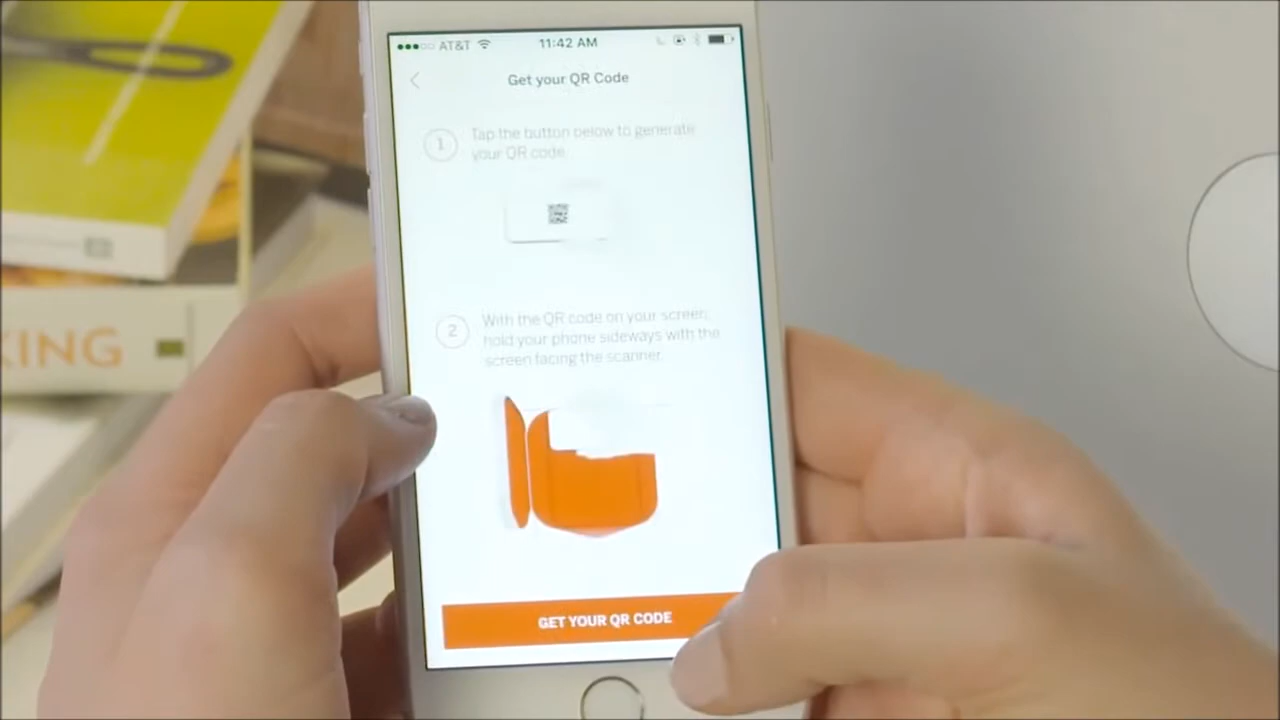 AT&T
11:42 AM
Get your QR Code
1
Tap the button below to generate
your QR code
2
With the QR code on your screen,
hold your phone sideways with the
screen facing the scanner.
GET YOUR QR CODE
KING